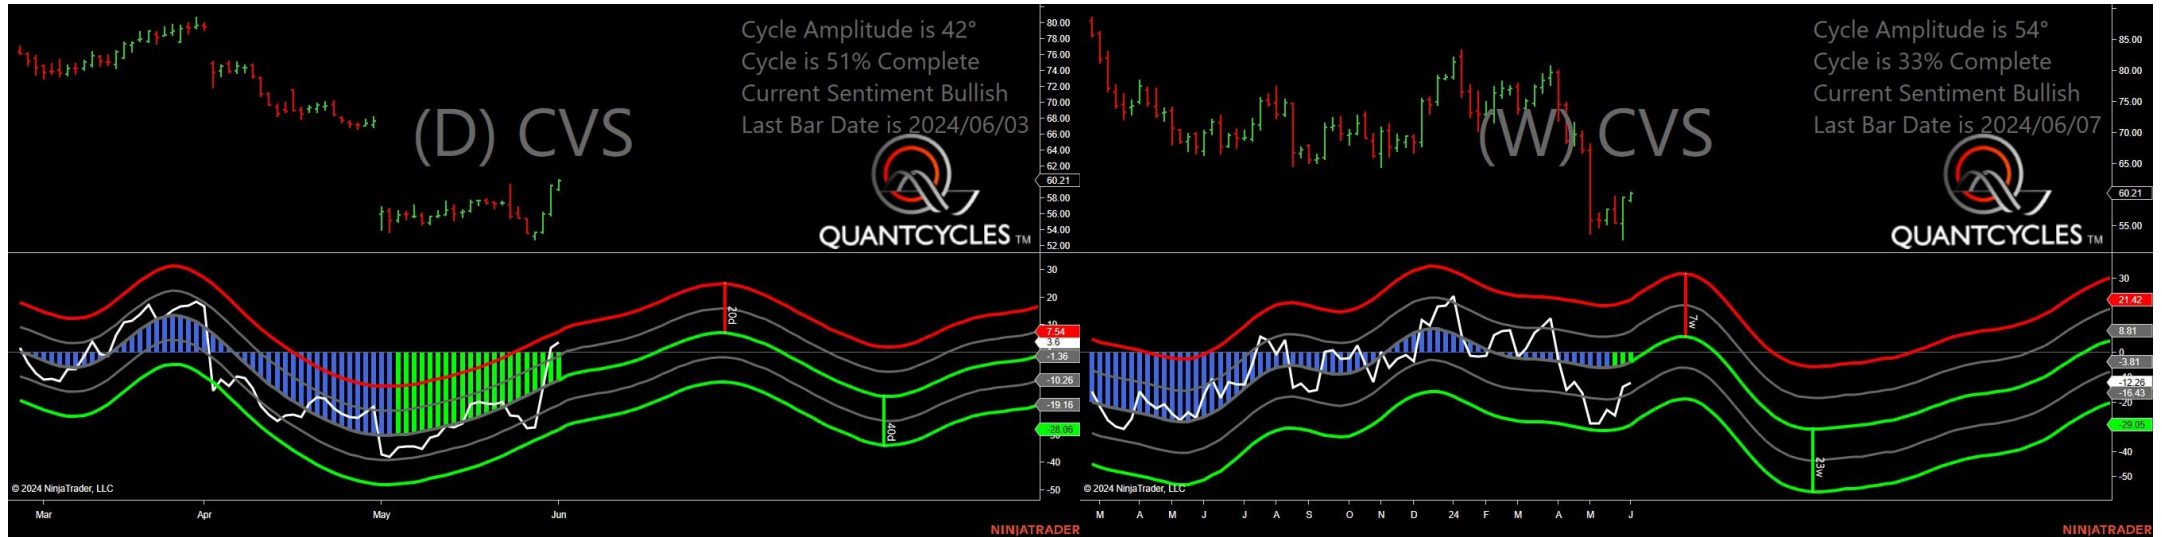 Cycle Amplitude is 42°
Cycle is 51% Complete
Current Sentiment Bullish
Last Bar Date is 2024/06/03
(D) CVS
QUANTCYCLES TM
80.00
78.00
76.00
74.00
72.00
70.00
68.00
66.00
64.00
62.00
60.21
58.00
56.00
54.00
52.00
30
20
10
7.54
3.6
-1.36
-10.26
-19.16
-28.06
-40
-50
20d
40d
© 2024 NinjaTrader, LLC
Mar Apr May Jun
NINJATRADER
Cycle Amplitude is 54°
Cycle is 33% Complete
Current Sentiment Bullish
Last Bar Date is 2024/06/07
(W) CVS
QUANTCYCLES TM
85.00
80.00
75.00
70.00
65.00
60.21
55.00
30
21.42
8.81
0
-3.81
-12.26
-16.43
-20
-29.05
-40
-50
7w
23w
© 2024 NinjaTrader, LLC
M A M J J A S O N D 24 F M A M J
NINJATRADER